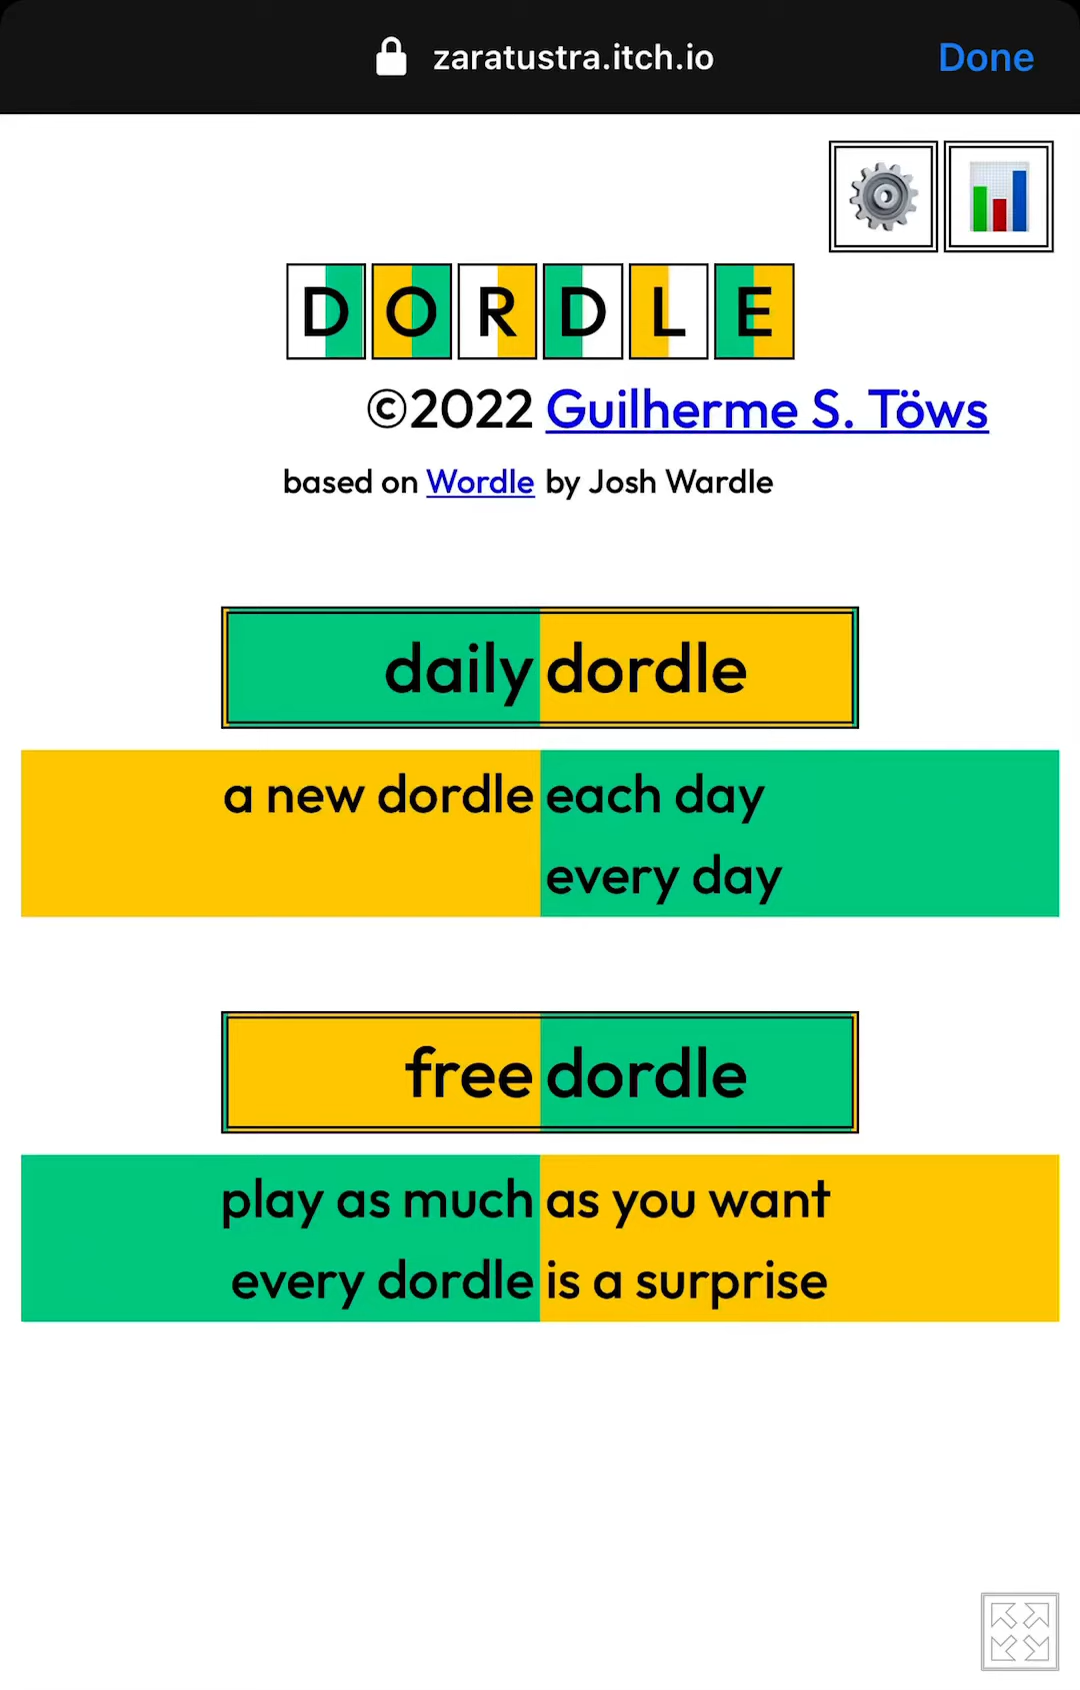 zaratustra.itch.io
Done
DORDLE
©2022 Guilherme S. Töws
based on Wordle by Josh Wardle
daily dordle
a new dordle each day
every day
free dordle
play as much as you want
every dordle is a surprise